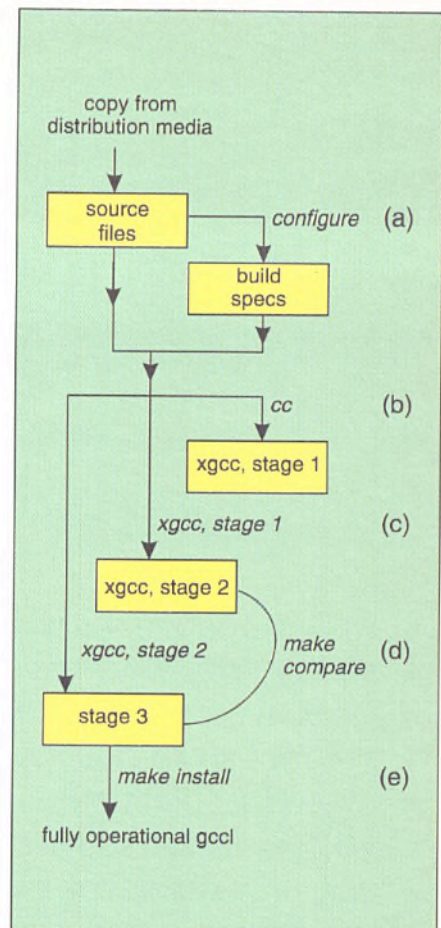 copy from
distribution media
source
files
configure
(a)
build
specs
cc
(b)
xgcc, stage 1
xgcc, stage 1
(c)
xgcc, stage 2
xgcc, stage 2
make
compare
(d)
stage 3
make install
(e)
fully operational gccl